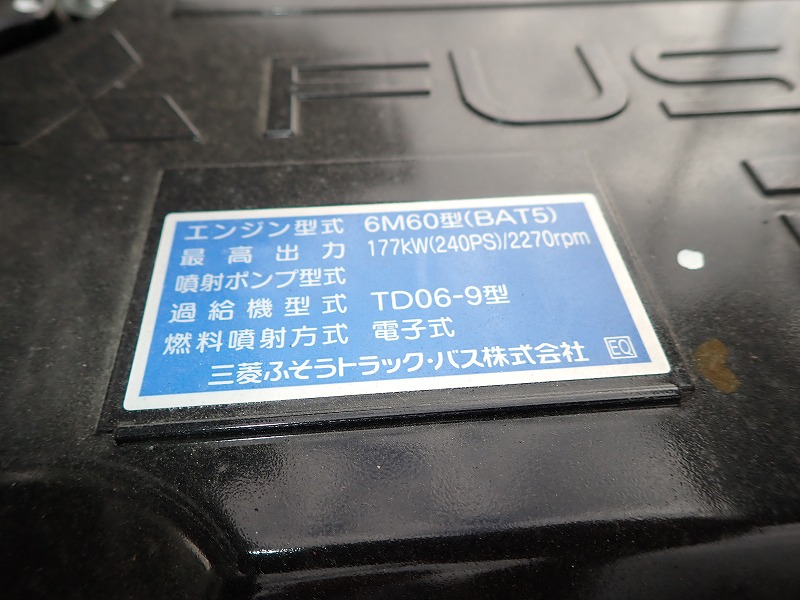 FUS
エンジン型式 6M60型(BAT5)
最高出力 177kW(240PS)/2270rpm
噴射ポンプ型式
過給機型式 TD06-9型
燃料噴射方式 電子式
三菱ふそうトラック・バス株式会社 EQ